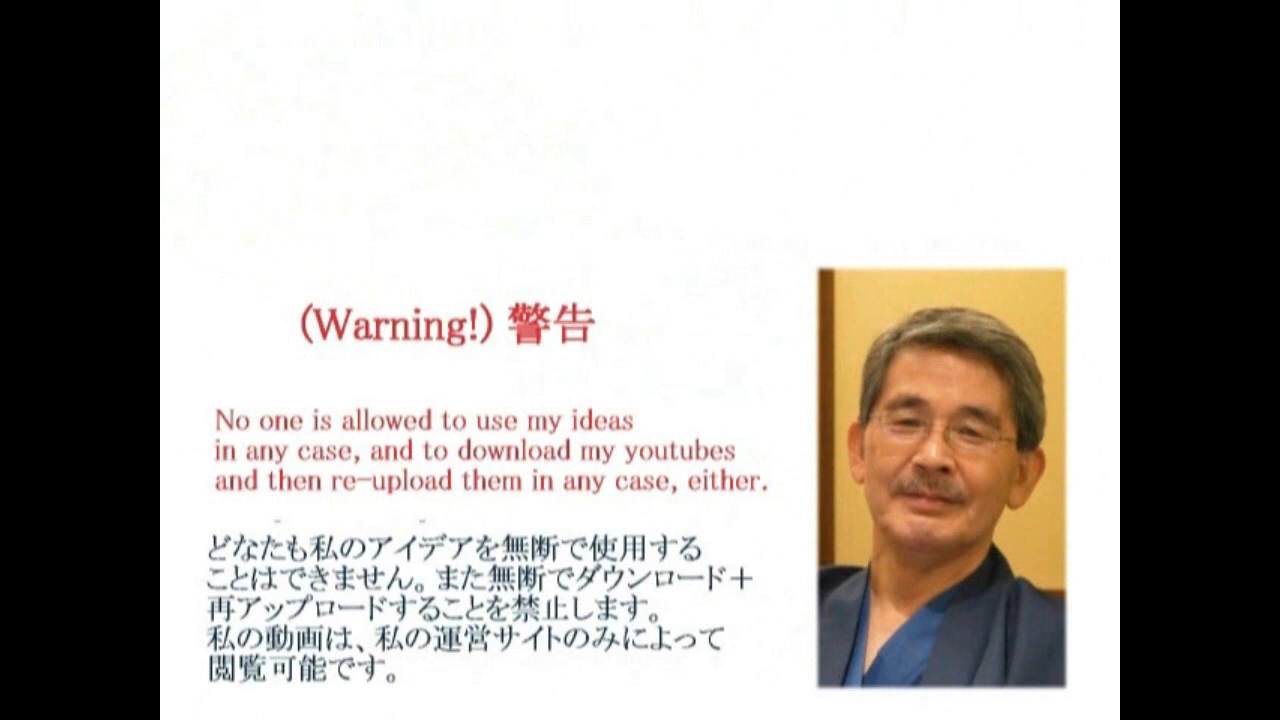 (Warning!) 警告
No one is allowed to use my ideas
in any case, and to download my youtubes
and then re-upload them in any case, either.
どなたも私のアイデアを無断で使用する
ことはできません。また無断でダウンロード＋
再アップロードすることを禁止します。
私の動画は、私の運営サイトのみによって
閲覧可能です。